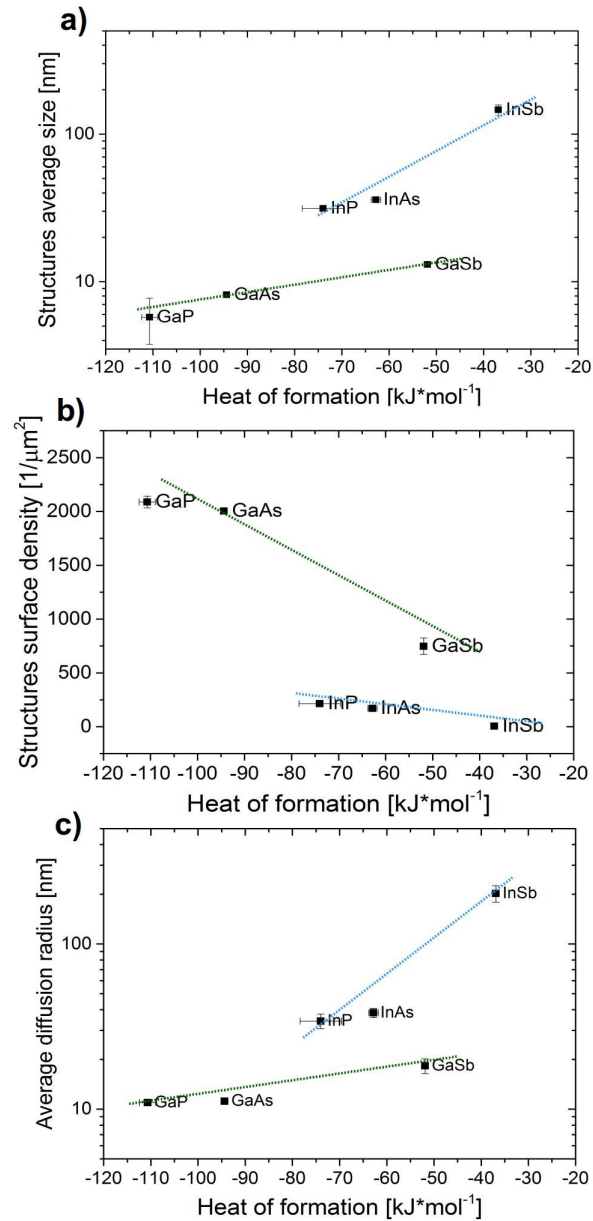 a)
Structures average size [nm]
100
10
InSb
InP
InAs
GaSb
GaAs
GaP
-120 -110 -100 -90 -80 -70 -60 -50 -40 -30 -20
Heat of formation [kJ*mol⁻¹]
b)
Structures surface density [1/μm²]
2500
2000
1500
1000
500
0
GaP
GaAs
GaSb
InP
InAs
InSb
-120 -110 -100 -90 -80 -70 -60 -50 -40 -30 -20
Heat of formation [kJ*mol⁻¹]
c)
Average diffusion radius [nm]
100
10
InSb
InP
InAs
GaSb
GaP
GaAs
-120 -110 -100 -90 -80 -70 -60 -50 -40 -30 -20
Heat of formation [kJ*mol⁻¹]